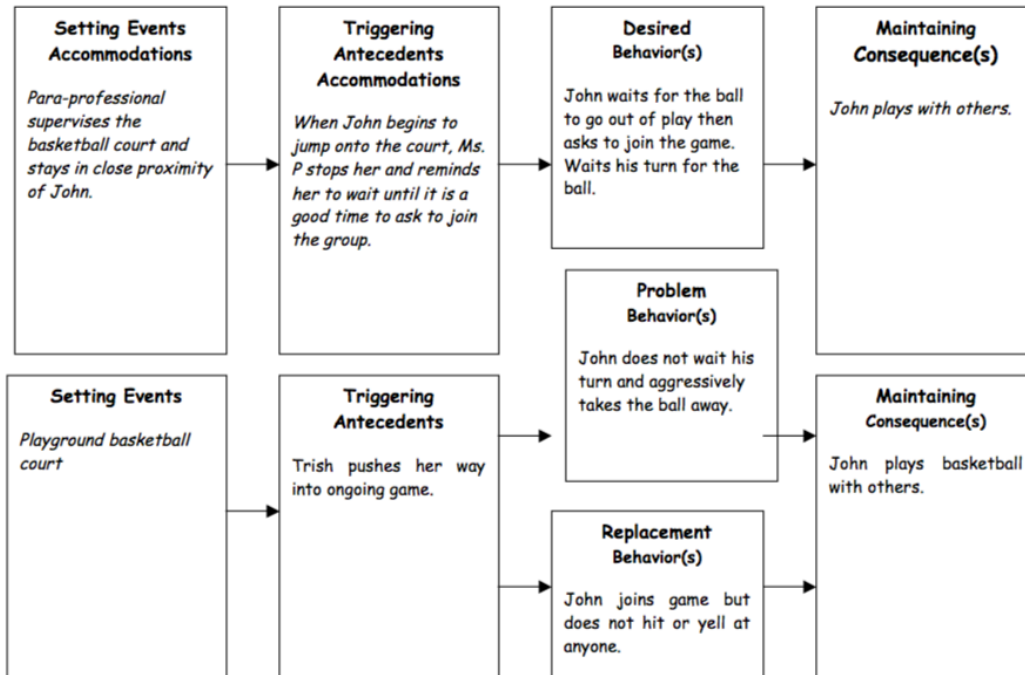 Setting Events
Accommodations
Para-professional
supervises the
basketball court and
stays in close proximity
of John.
Triggering
Antecedents
Accommodations
When John begins to
jump onto the court, Ms.
P stops her and reminds
her to wait until it is a
good time to ask to join
the group.
Desired
Behavior(s)
John waits for the ball
to go out of play then
asks to join the game.
Waits his turn for the
ball.
Maintaining
Consequence(s)
John plays with others.
Problem
Behavior(s)
John does not wait his
turn and aggressively
takes the ball away.
Setting Events
Playground basketball
court
Triggering
Antecedents
Trish pushes her way
into ongoing game.
Maintaining
Consequence(s)
John plays basketball
with others.
Replacement
Behavior(s)
John joins game but
does not hit or yell at
anyone.